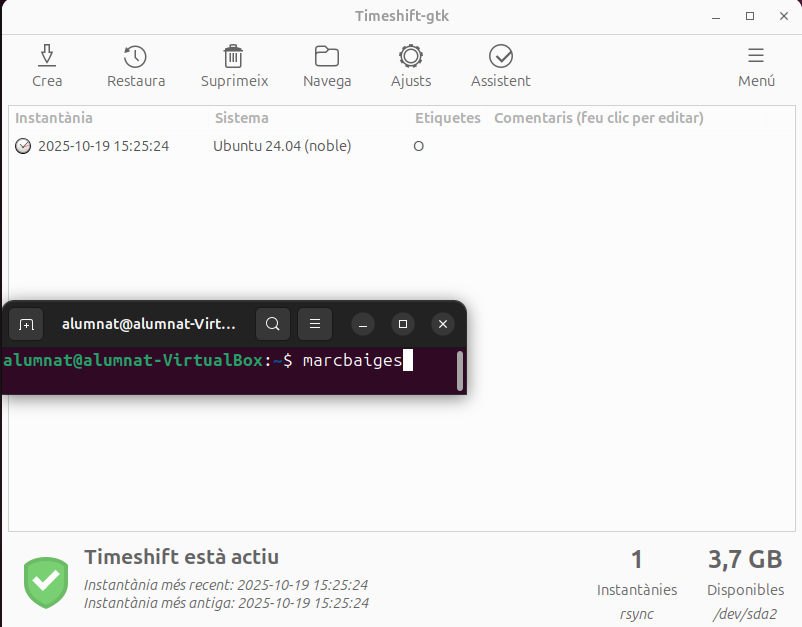 Timeshift-gtk
Crea Restaura Suprimeix Navega Ajusts Assistent Menú
Instantània Sistema Etiquetes Comentaris (feu clic per editar)
2025-10-19 15:25:24 Ubuntu 24.04 (noble) O
alumnat@alumnat-Virt...
alumnat@alumnat-VirtualBox:~$ marcbaiges
Timeshift està actiu
Instantània més recent: 2025-10-19 15:25:24
Instantània més antiga: 2025-10-19 15:25:24
1
Instantànies
rsync
3,7 GB
Disponibles
/dev/sda2